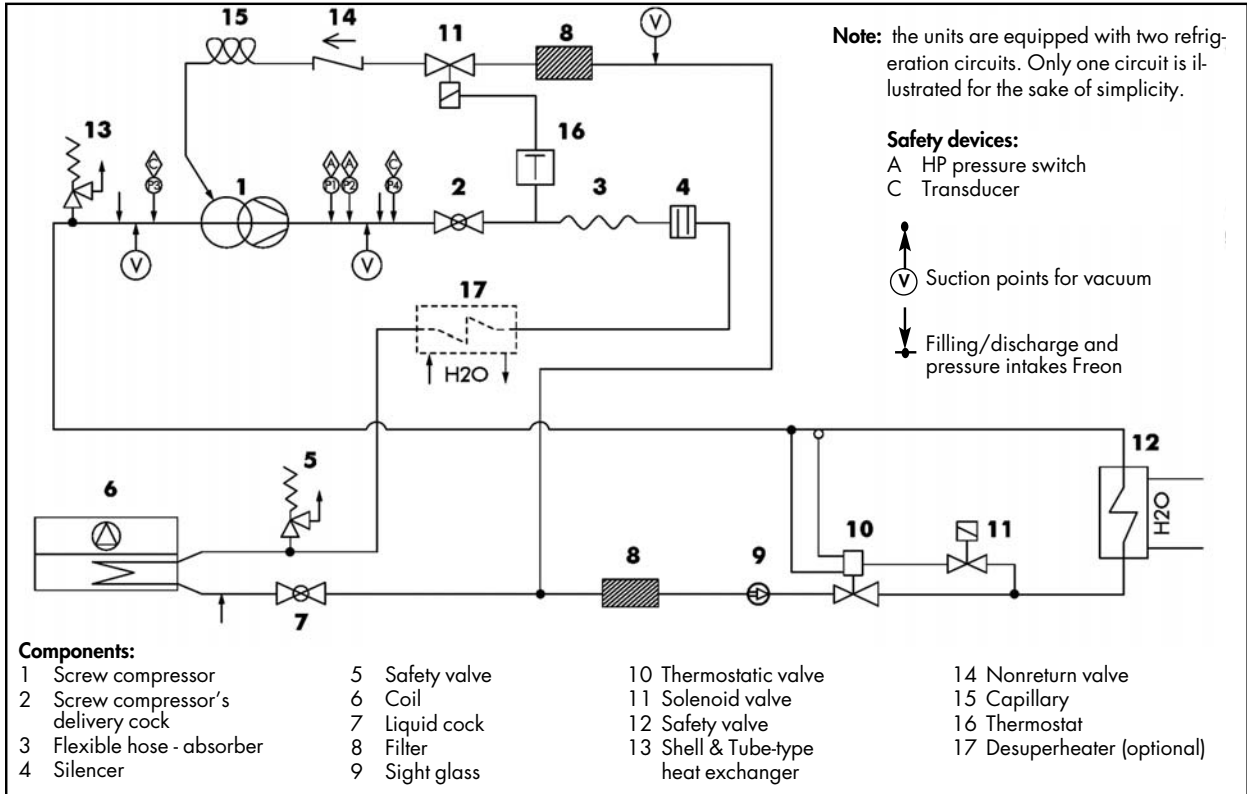 15
14
11
8
V
Note: the units are equipped with two refrig-
eration circuits. Only one circuit is il-
lustrated for the sake of simplicity.
Safety devices:
A HP pressure switch
C Transducer
V Suction points for vacuum
Filling/discharge and
pressure intakes Freon
13
C
P3
1
A A
P1 P2
C
P4
2
16
T
3
4
V
V
17
H2O
12
H2O
5
6
7
8
9
10
11
Components:
1 Screw compressor
2 Screw compressor's
delivery cock
3 Flexible hose - absorber
4 Silencer
5 Safety valve
6 Coil
7 Liquid cock
8 Filter
9 Sight glass
10 Thermostatic valve
11 Solenoid valve
12 Safety valve
13 Shell & Tube-type
heat exchanger
14 Nonreturn valve
15 Capillary
16 Thermostat
17 Desuperheater (optional)